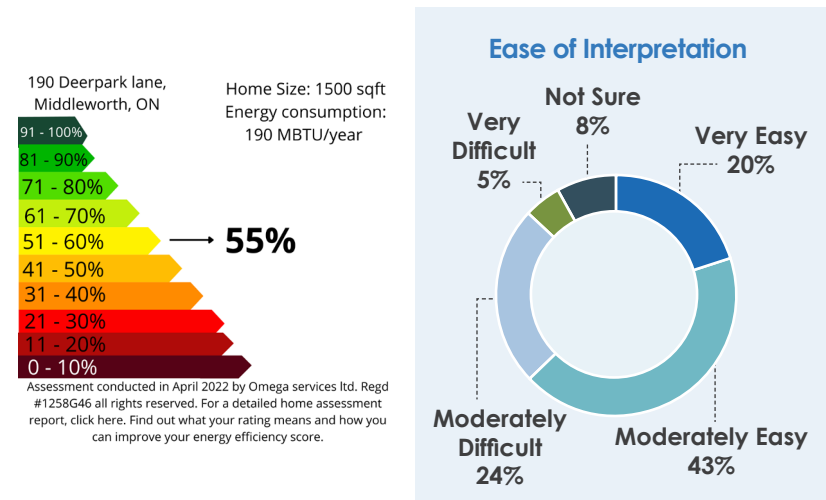 190 Deerpark lane,
Middleworth, ON
Home Size: 1500 sqft
Energy consumption:
190 MBTU/year
91 - 100%
81 - 90%
71 - 80%
61 - 70%
51 - 60%
55%
41 - 50%
31 - 40%
21 - 30%
11 - 20%
0 - 10%
Assessment conducted in April 2022 by Omega services ltd. Regd
#1258G46 all rights reserved. For a detailed home assessment
report, click here. Find out what your rating means and how you
can improve your energy efficiency score.
Ease of Interpretation
Not Sure
8%
Very
Difficult
5%
Very Easy
20%
Moderately
Difficult
24%
Moderately Easy
43%